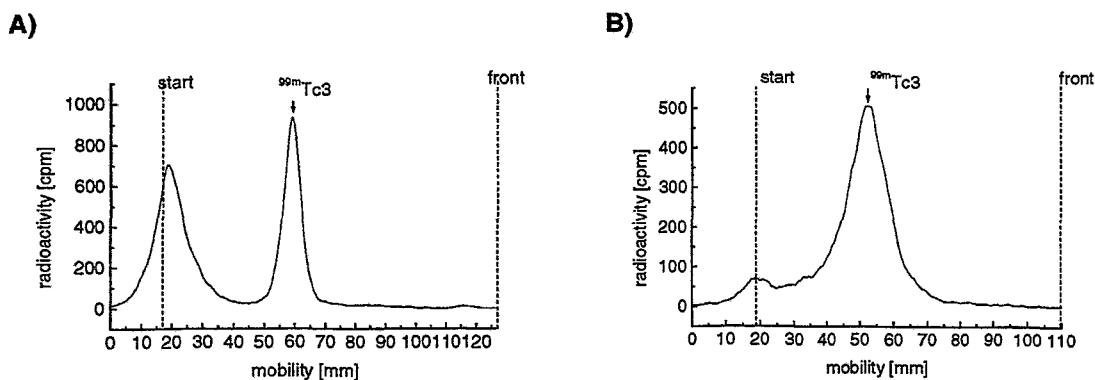 A)
start
99mTc3
front
1000
800
600
400
200
0
radioactivity [cpm]
0 10 20 30 40 50 60 70 80 90 100110120
mobility [mm]
B)
start
99mTc3
front
500
400
300
200
100
0
radioactivity [cpm]
0 10 20 30 40 50 60 70 80 90 100 110
mobility [mm]